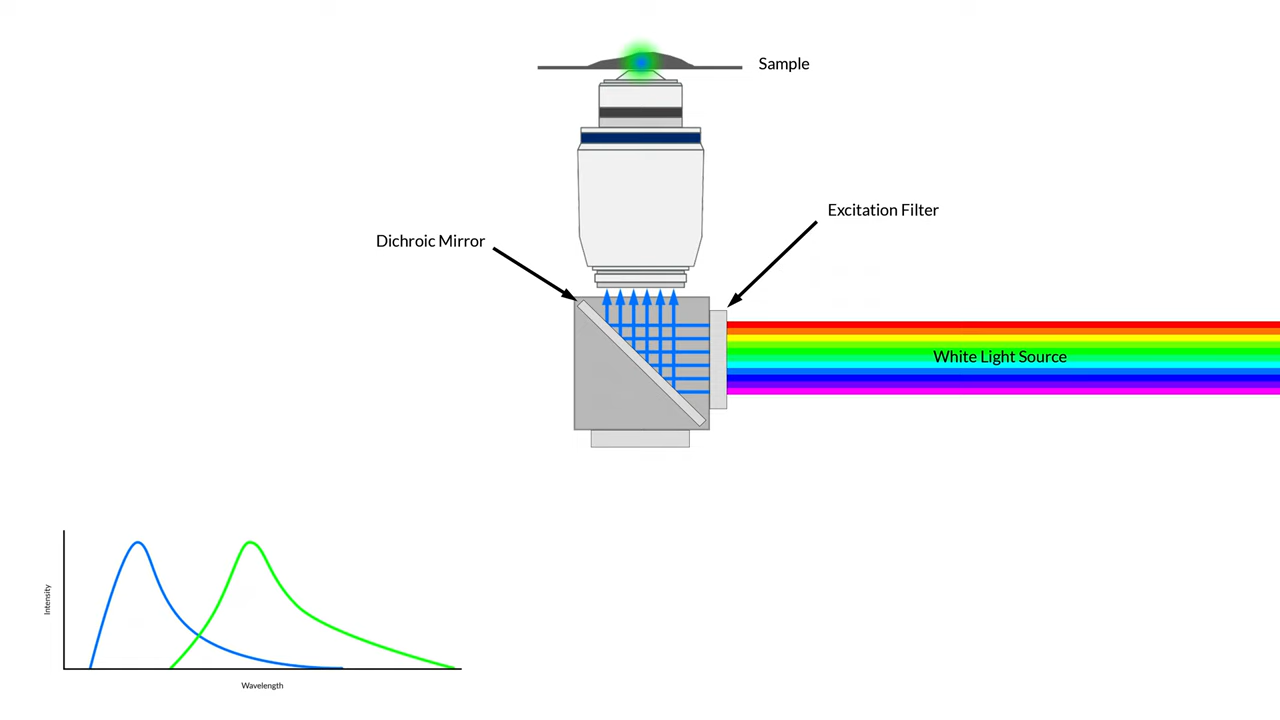 Sample
Excitation Filter
Dichroic Mirror
White Light Source
Intensity
Wavelength